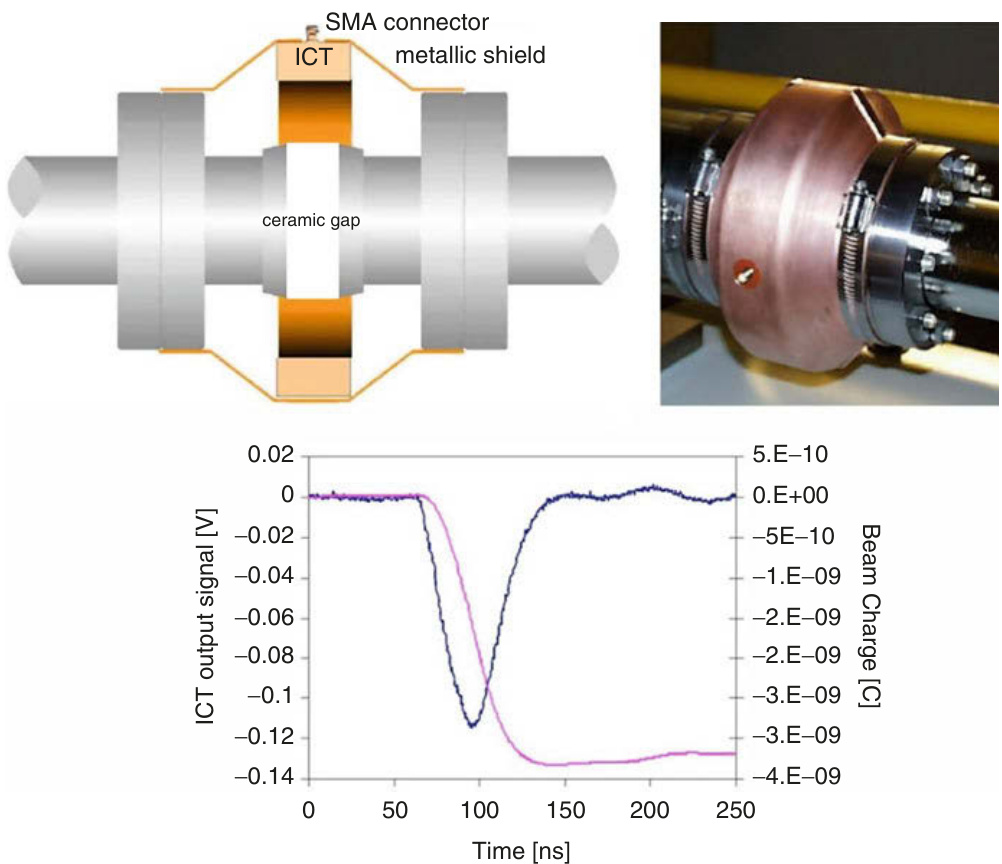 SMA connector
ICT
metallic shield
ceramic gap
0.02
0
−0.02
−0.04
−0.06
−0.08
−0.1
−0.12
−0.14
ICT output signal [V]
5.E−10
0.E+00
−5E−10
−1.E−09
−2.E−09
−2.E−09
−3.E−09
−3.E−09
−4.E−09
Beam Charge [C]
0 50 100 150 200 250
Time [ns]